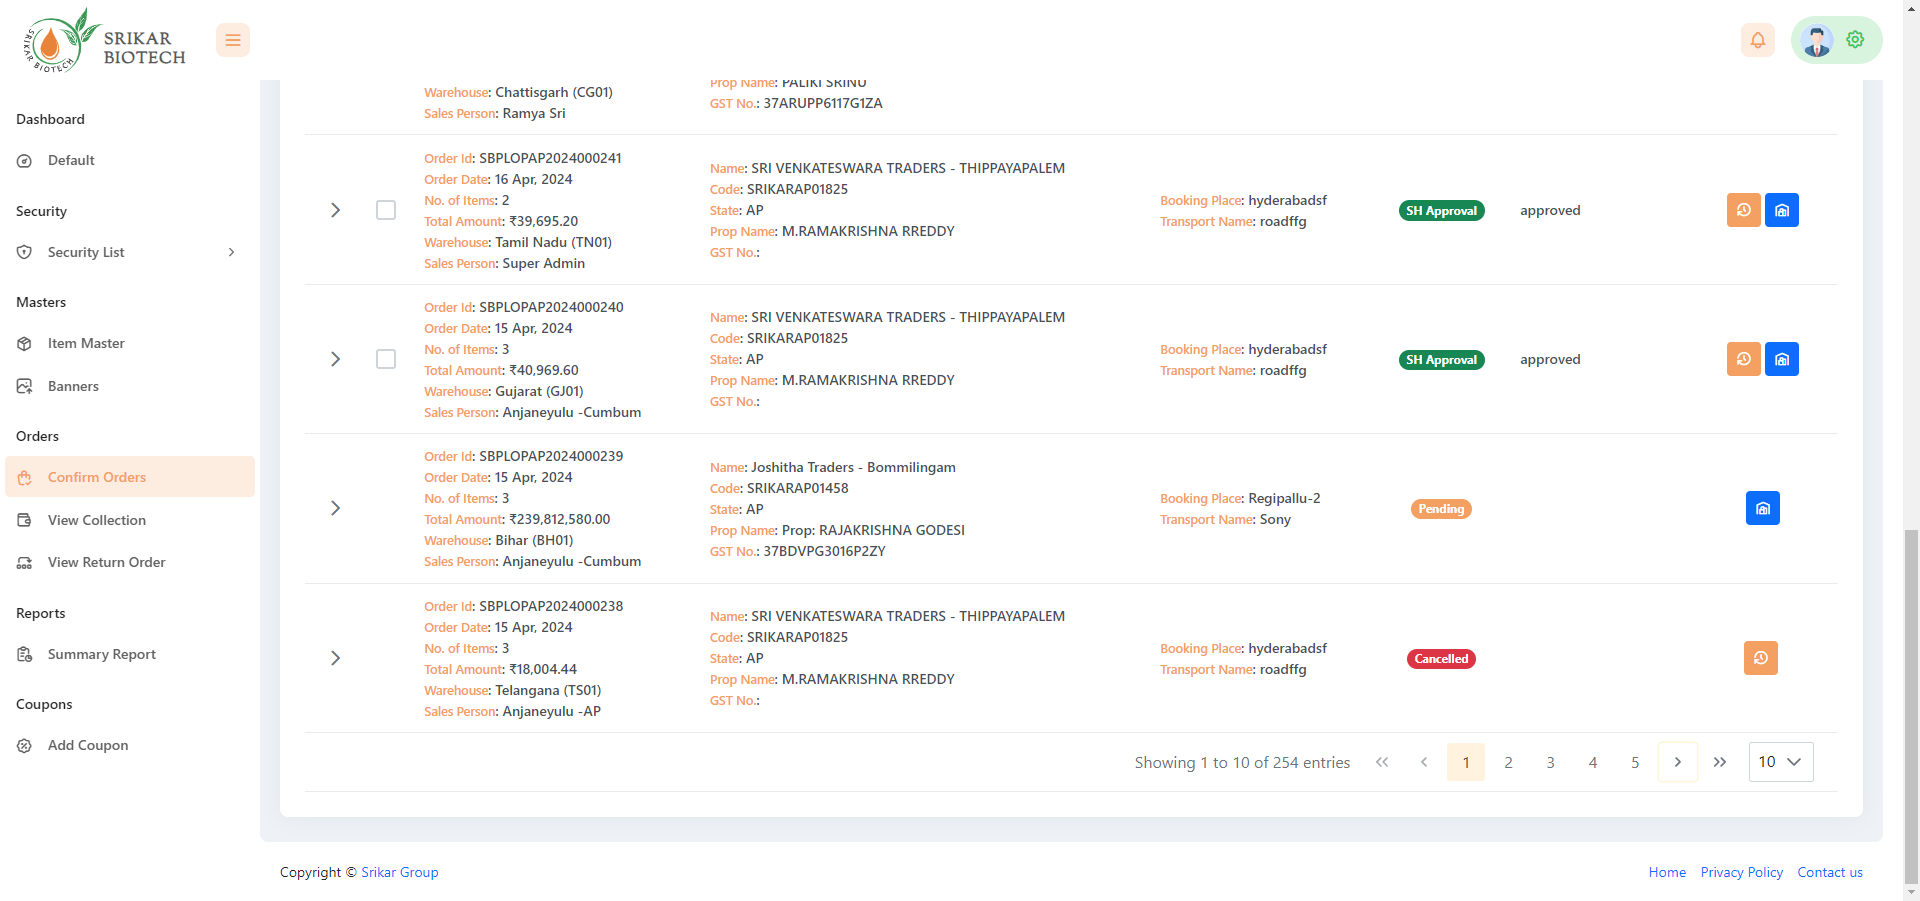 SRIKAR BIOTECH
SRIKAR
BIOTECH
Dashboard
Default
Security
Security List
Masters
Item Master
Banners
Orders
Confirm Orders
View Collection
View Return Order
Reports
Summary Report
Coupons
Add Coupon
Warehouse: Chattisgarh (CG01)
Sales Person: Ramya Sri
Prop Name: PALIKI SRINU
GST No.: 37ARUPP6117G1ZA
Order Id: SBPLOPAP2024000241
Order Date: 16 Apr, 2024
No. of Items: 2
Total Amount: ₹39,695.20
Warehouse: Tamil Nadu (TN01)
Sales Person: Super Admin
Name: SRI VENKATESWARA TRADERS - THIPPAYAPALEM
Code: SRIKARAP01825
State: AP
Prop Name: M.RAMAKRISHNA RREDDY
GST No.:
Booking Place: hyderabadsf
Transport Name: roadffg
SH Approval
approved
Order Id: SBPLOPAP2024000240
Order Date: 15 Apr, 2024
No. of Items: 3
Total Amount: ₹40,969.60
Warehouse: Gujarat (GJ01)
Sales Person: Anjaneyulu -Cumbum
Name: SRI VENKATESWARA TRADERS - THIPPAYAPALEM
Code: SRIKARAP01825
State: AP
Prop Name: M.RAMAKRISHNA RREDDY
GST No.:
Booking Place: hyderabadsf
Transport Name: roadffg
SH Approval
approved
Order Id: SBPLOPAP2024000239
Order Date: 15 Apr, 2024
No. of Items: 3
Total Amount: ₹239,812,580.00
Warehouse: Bihar (BH01)
Sales Person: Anjaneyulu -Cumbum
Name: Joshitha Traders - Bommilingam
Code: SRIKARAP01458
State: AP
Prop Name: Prop: RAJAKRISHNA GODESI
GST No.: 37BDVPG3016P2ZY
Booking Place: Regipallu-2
Transport Name: Sony
Pending
Order Id: SBPLOPAP2024000238
Order Date: 15 Apr, 2024
No. of Items: 3
Total Amount: ₹18,004.44
Warehouse: Telangana (TS01)
Sales Person: Anjaneyulu -AP
Name: SRI VENKATESWARA TRADERS - THIPPAYAPALEM
Code: SRIKARAP01825
State: AP
Prop Name: M.RAMAKRISHNA RREDDY
GST No.:
Booking Place: hyderabadsf
Transport Name: roadffg
Cancelled
Showing 1 to 10 of 254 entries 1 2 3 4 5 10
Copyright © Srikar Group
Home Privacy Policy Contact us